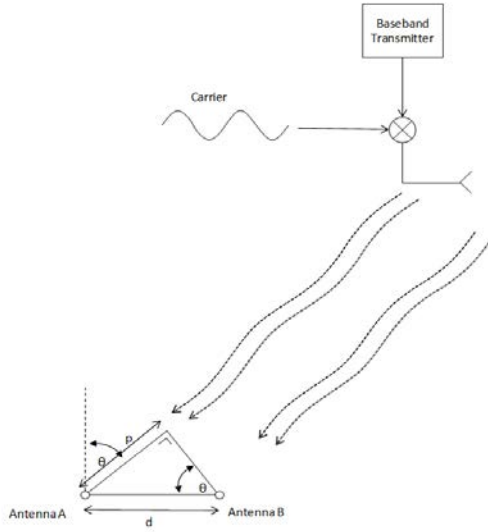 Baseband
Transmitter
Carrier
p
θ
θ
Antenna A
Antenna B
d